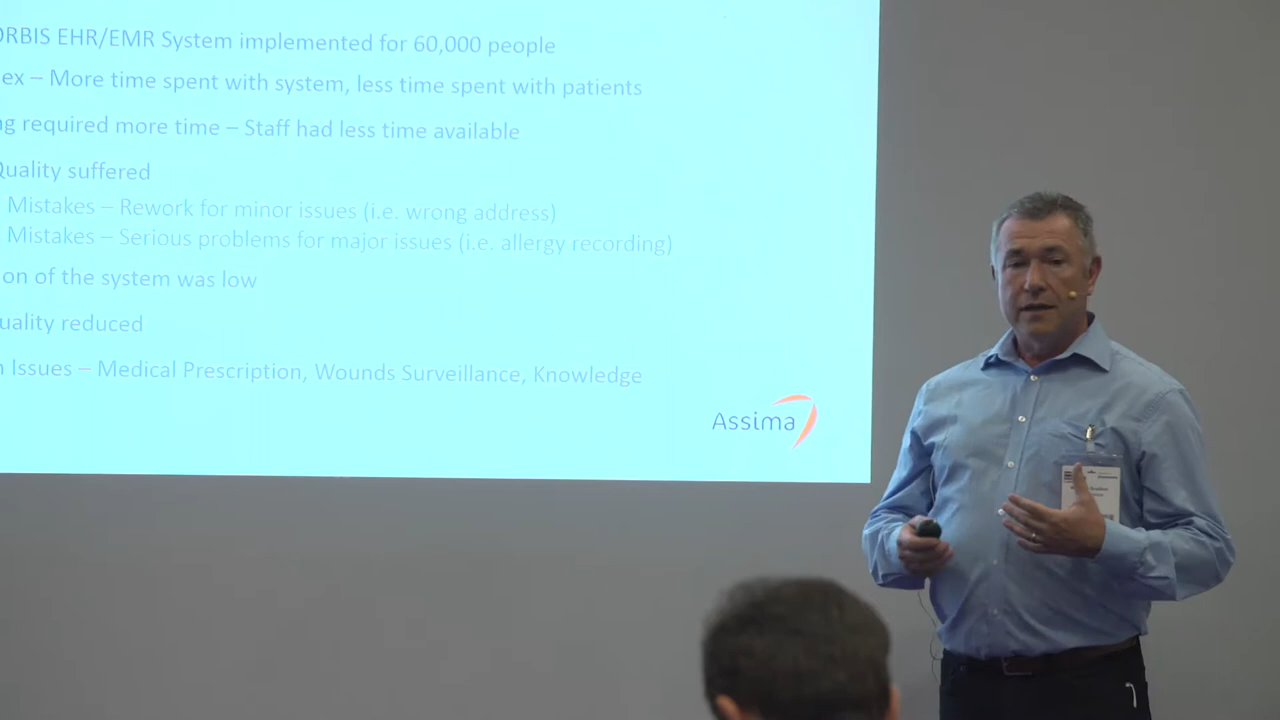 ORBIS EHR/EMR System implemented for 60,000 people
ex – More time spent with system, less time spent with patients
ng required more time – Staff had less time available
Quality suffered
Mistakes – Rework for minor issues (i.e. wrong address)
Mistakes – Serious problems for major issues (i.e. allergy recording)
on of the system was low
uality reduced
n Issues – Medical Prescription, Wounds Surveillance, Knowledge
Assima